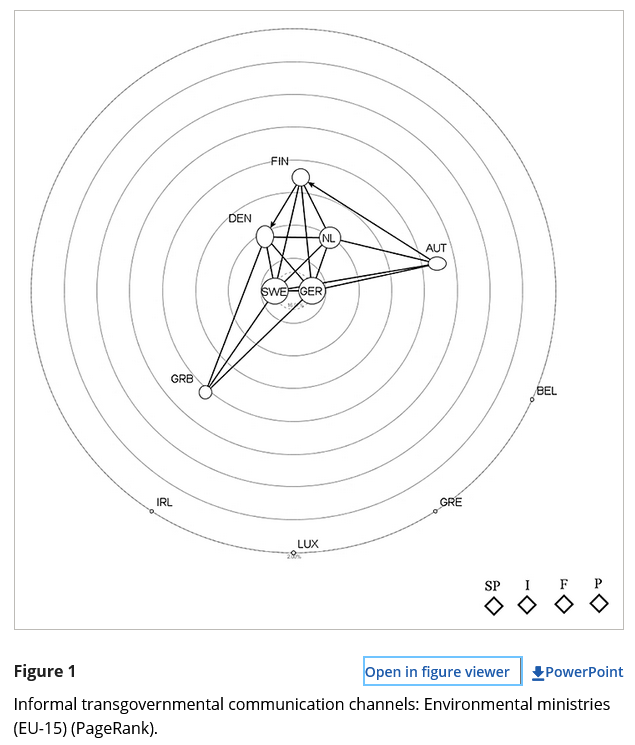 FIN
DEN
NL
AUT
SWE
GER
GRB
BEL
IRL
GRE
LUX
SP I F P
Figure 1
Open in figure viewer
PowerPoint
Informal transgovernmental communication channels: Environmental ministries
(EU-15) (PageRank).